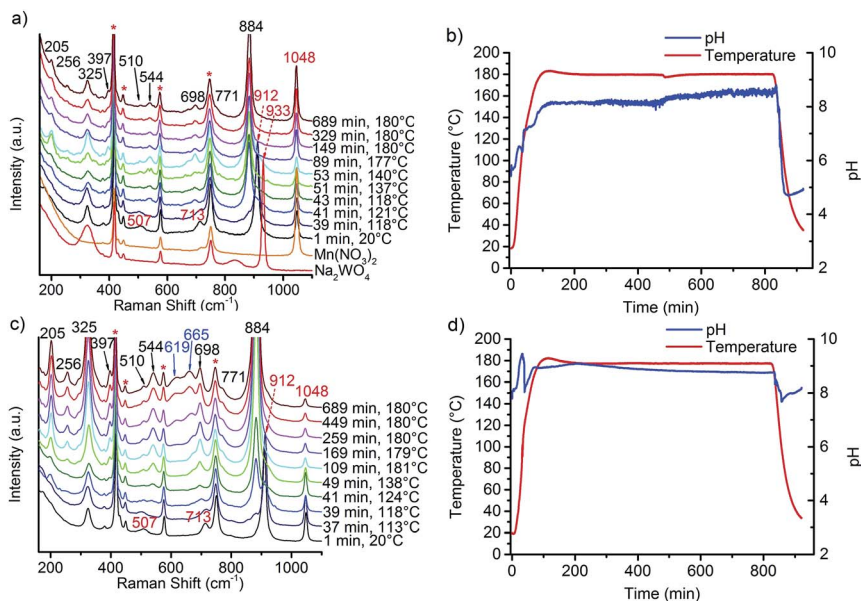 a)
205
256
325
397
510
544
*
*
*
*
698
771
884
912
933
1048
507
713
689 min, 180°C
329 min, 180°C
149 min, 180°C
89 min, 177°C
53 min, 140°C
51 min, 137°C
43 min, 118°C
41 min, 121°C
39 min, 118°C
1 min, 20°C
Mn(NO₃)₂
Na₂WO₄
Intensity (a.u.)
200 400 600 800 1000
Raman Shift (cm⁻¹)
b)
pH
Temperature
200
180
160
140
120
100
80
60
40
20
0
Temperature (°C)
10
8
6
4
2
pH
0 200 400 600 800
Time (min)
c)
205
256
325
397
510
544
619
665
698
*
*
*
*
771
884
912
1048
507
713
689 min, 180°C
449 min, 180°C
259 min, 180°C
169 min, 179°C
109 min, 181°C
49 min, 138°C
41 min, 124°C
39 min, 118°C
37 min, 113°C
1 min, 20°C
Intensity (a.u.)
200 400 600 800 1000
Raman Shift (cm⁻¹)
d)
pH
Temperature
200
180
160
140
120
100
80
60
40
20
0
Temperature (°C)
10
8
6
4
2
pH
0 200 400 600 800
Time (min)